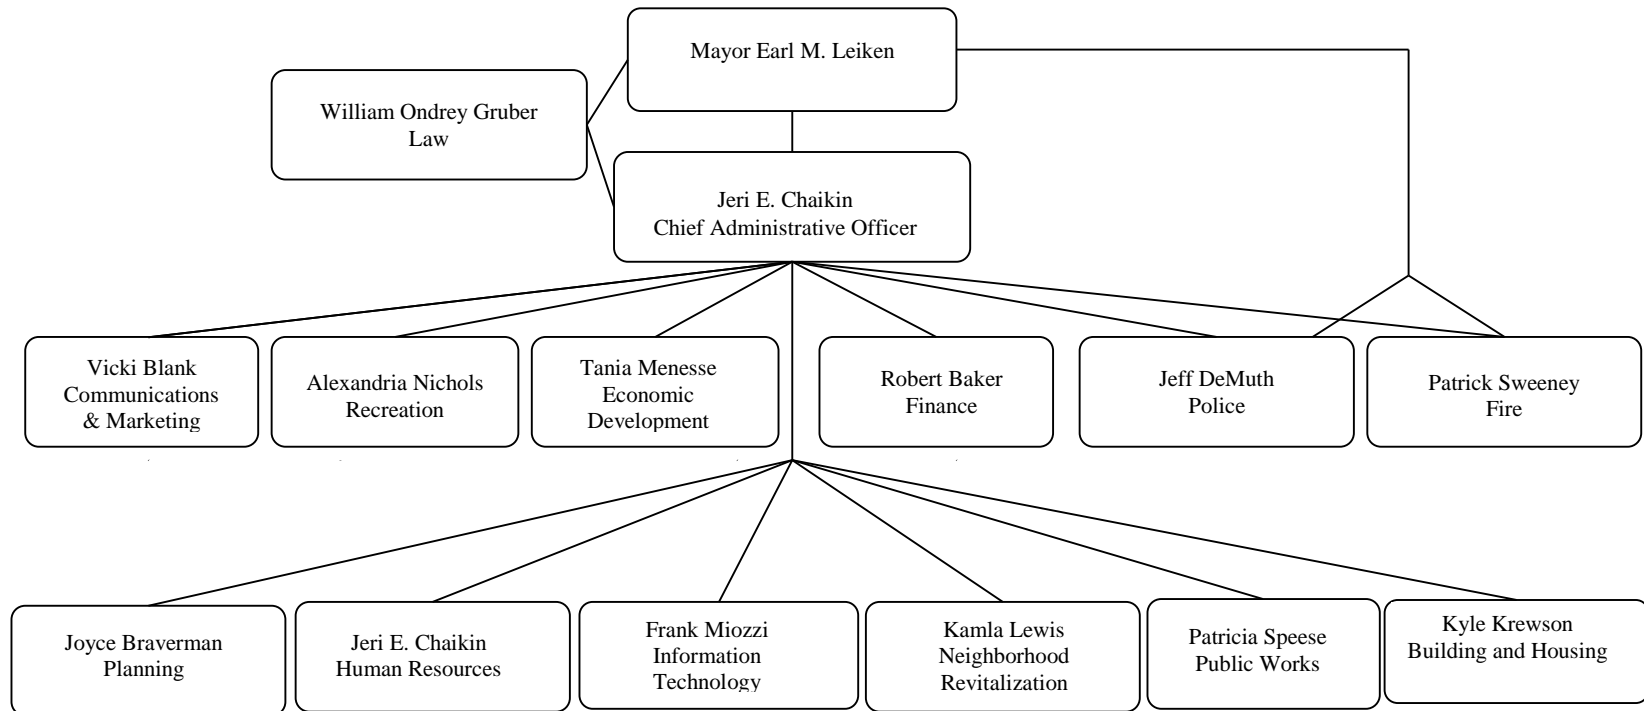 Mayor Earl M. Leiken
William Ondrey Gruber
Law
Jeri E. Chaikin
Chief Administrative Officer
Vicki Blank
Communications
& Marketing
Alexandria Nichols
Recreation
Tania Menesse
Economic
Development
Robert Baker
Finance
Jeff DeMuth
Police
Patrick Sweeney
Fire
Joyce Braverman
Planning
Jeri E. Chaikin
Human Resources
Frank Miozzi
Information
Technology
Kamla Lewis
Neighborhood
Revitalization
Patricia Speese
Public Works
Kyle Krewson
Building and Housing